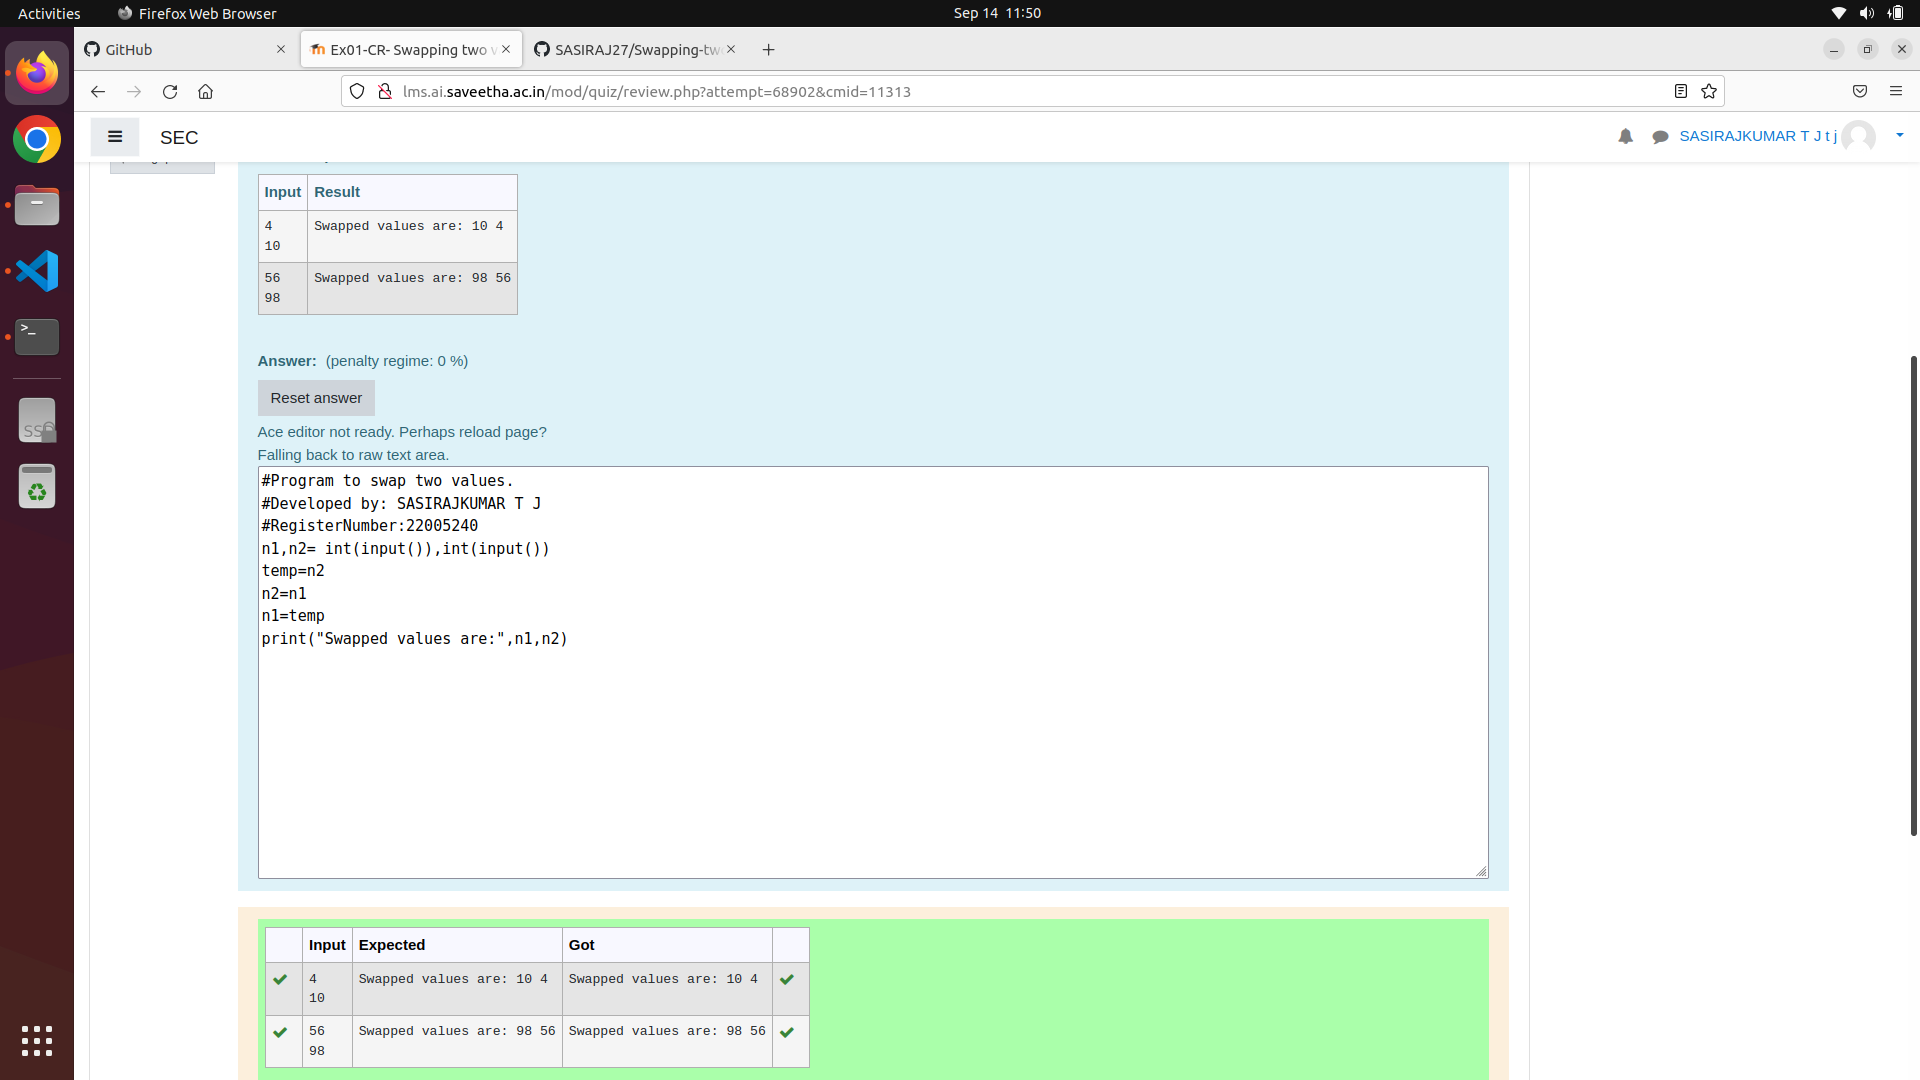 Activities Firefox Web Browser Sep 14 11:50
GitHub Ex01-CR- Swapping two v SASIRAJ27/Swapping-tw
lms.ai.saveetha.ac.in/mod/quiz/review.php?attempt=68902&cmid=11313
SEC SASIRAJKUMAR T J t j
Input Result
4 Swapped values are: 10 4
10
56 Swapped values are: 98 56
98
Answer: (penalty regime: 0 %)
Reset answer
Ace editor not ready. Perhaps reload page?
Falling back to raw text area.
#Program to swap two values.
#Developed by: SASIRAJKUMAR T J
#RegisterNumber:22005240
n1,n2= int(input()),int(input())
temp=n2
n2=n1
n1=temp
print("Swapped values are:",n1,n2)
Input Expected Got
4 Swapped values are: 10 4 Swapped values are: 10 4
10
56 Swapped values are: 98 56 Swapped values are: 98 56
98